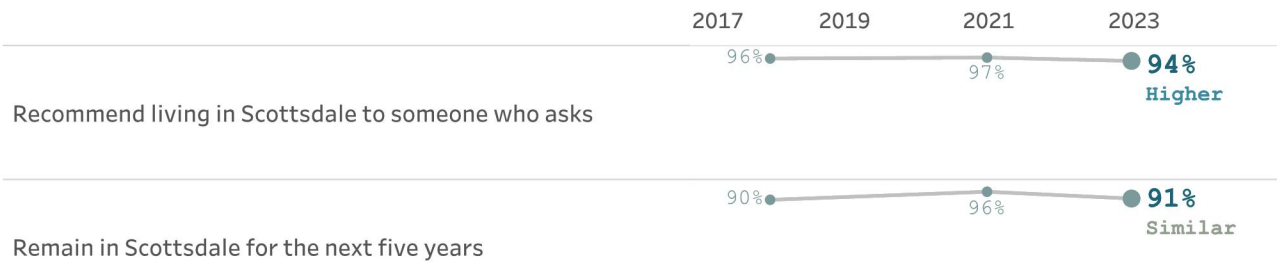 2017 2019 2021 2023
96% 97% 94%
Higher
Recommend living in Scottsdale to someone who asks
90% 96% 91%
Similar
Remain in Scottsdale for the next five years